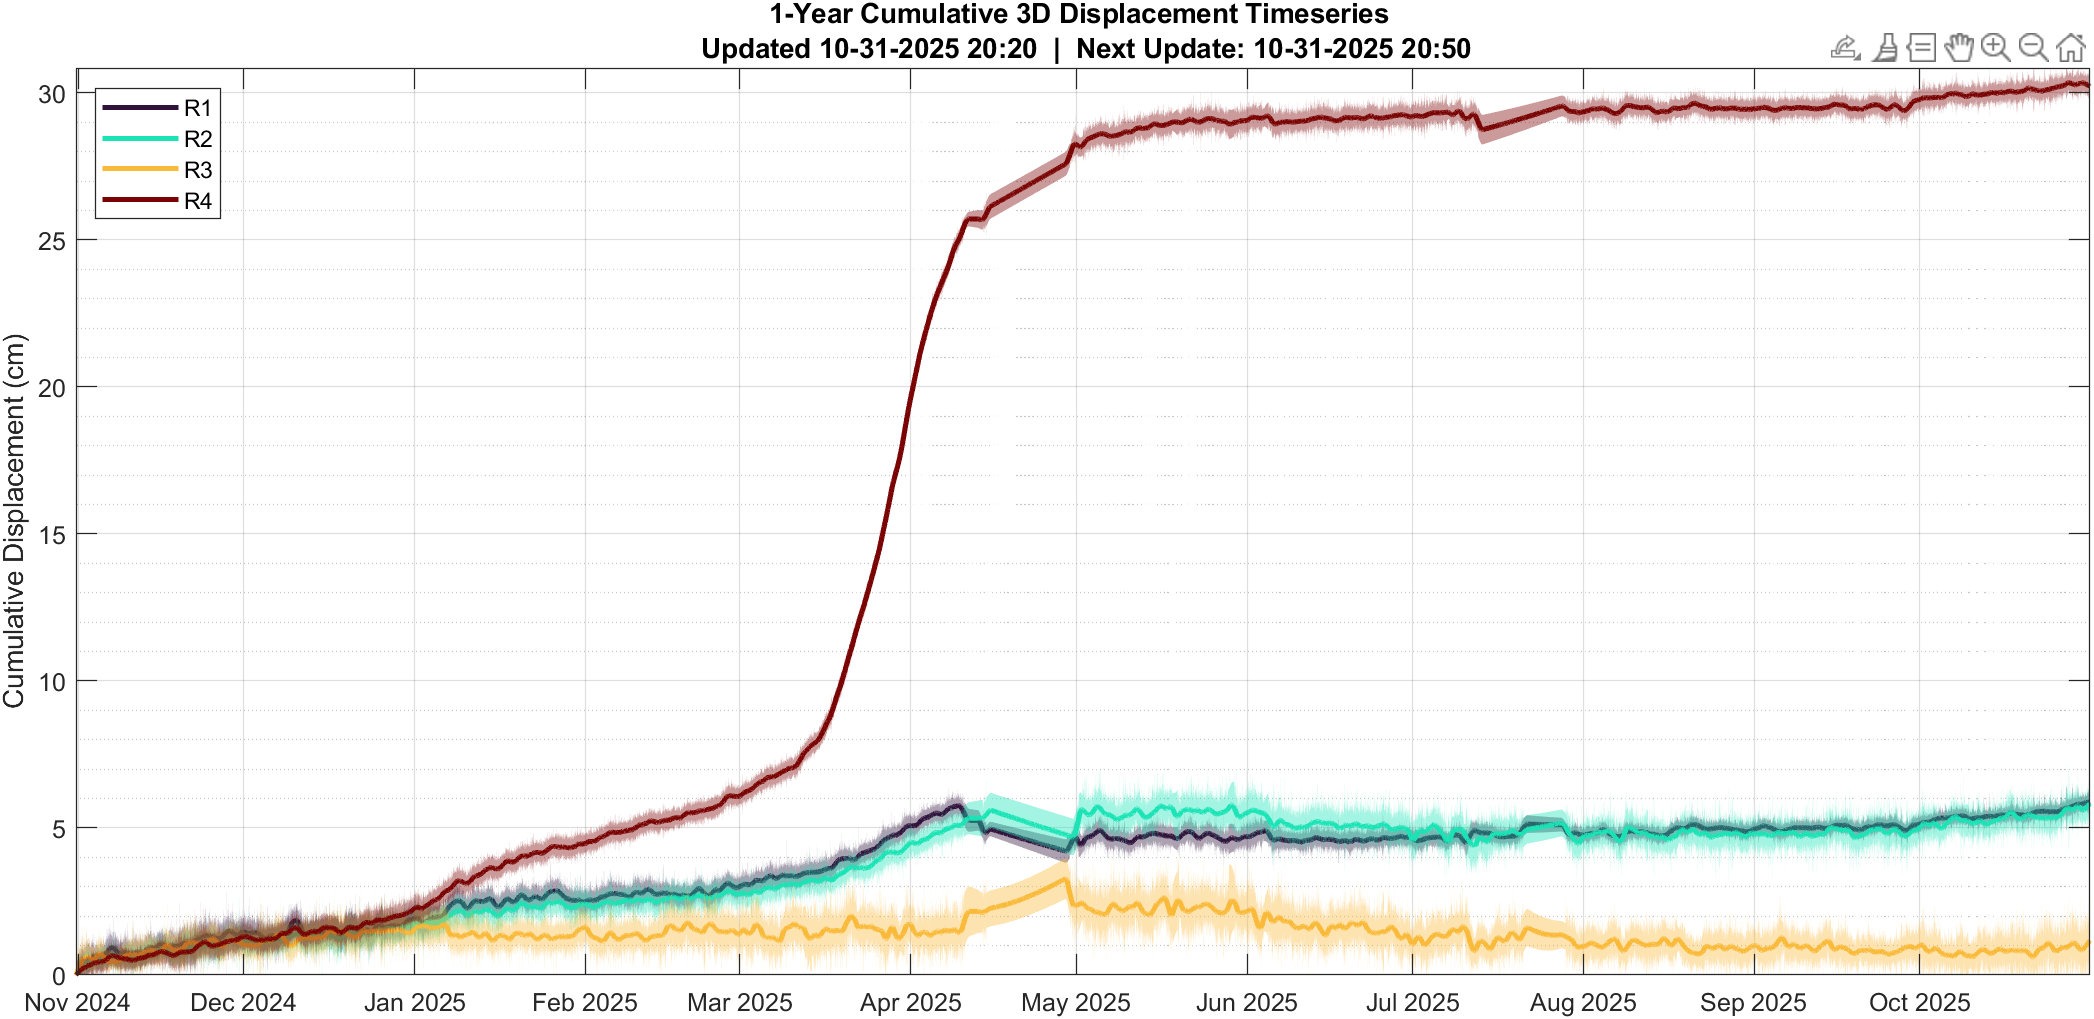 1-Year Cumulative 3D Displacement Timeseries
Updated 10-31-2025 20:20 | Next Update: 10-31-2025 20:50
R1
R2
R3
R4
Cumulative Displacement (cm)
30
25
20
15
10
5
0
Nov 2024 Dec 2024 Jan 2025 Feb 2025 Mar 2025 Apr 2025 May 2025 Jun 2025 Jul 2025 Aug 2025 Sep 2025 Oct 2025